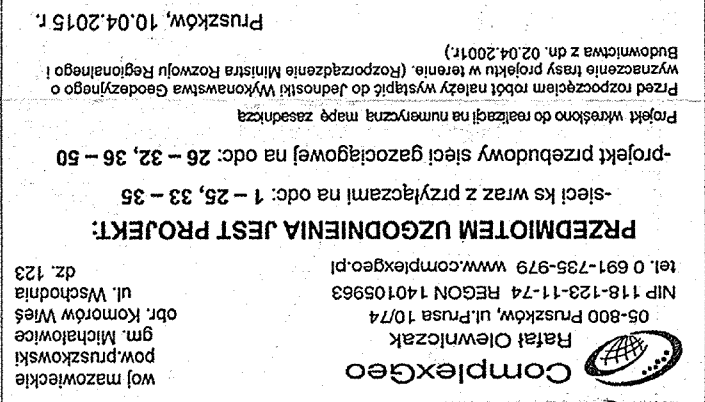 ComplexGeo
Rafał Olewniczak
05-800 Pruszków, ul.Prusa 10/74
NIP 118-123-11-74 REGON 140105963
tel. 0 691-735-979 www.complexgeo.pl
woj mazowieckie
pow.pruszkowski
gm. Michałowice
obr. Komorów Wieś
ul. Wschodnia
dz. 123
PRZEDMIOTEM UZGODNIENIA JEST PROJEKT:
-sieci ks wraz z przyłączami na odc: 1 – 25, 33 – 35
-projekt przebudowy sieci gazociągowej na odc: 26 – 32, 36 – 50
Projekt wkreślono do realizacji na numeryczną mapę zasadniczą
Przed rozpoczęciem robót należy wystąpić do Jednostki Wykonawstwa Geodezyjnego o
wyznaczenie trasy projektu w terenie. (Rozporządzenie Ministra Rozwoju Regionalnego i
Budownictwa z dn. 02.04.2001r.)
Pruszków, 10.04.2015 r.